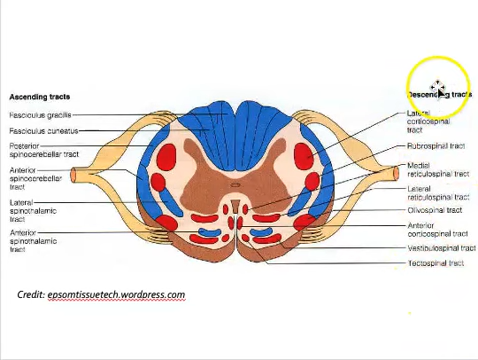 Ascending tracts
Fasciculus gracilis
Fasciculus cuneatus
Posterior
spinocerebellar tract
Anterior
spinocerebellar
tract
Lateral
spinothalamic
tract
Anterior
spinothalamic
tract
Descending tracts
Lateral
corticospinal
tract
Rubrospinal tract
Medial
reticulospinal tract
Lateral
reticulospinal tract
Olivospinal tract
Anterior
corticospinal tract
Vestibulospinal tract
Tectospinal tract
Credit: epsomtissuetech.wordpress.com